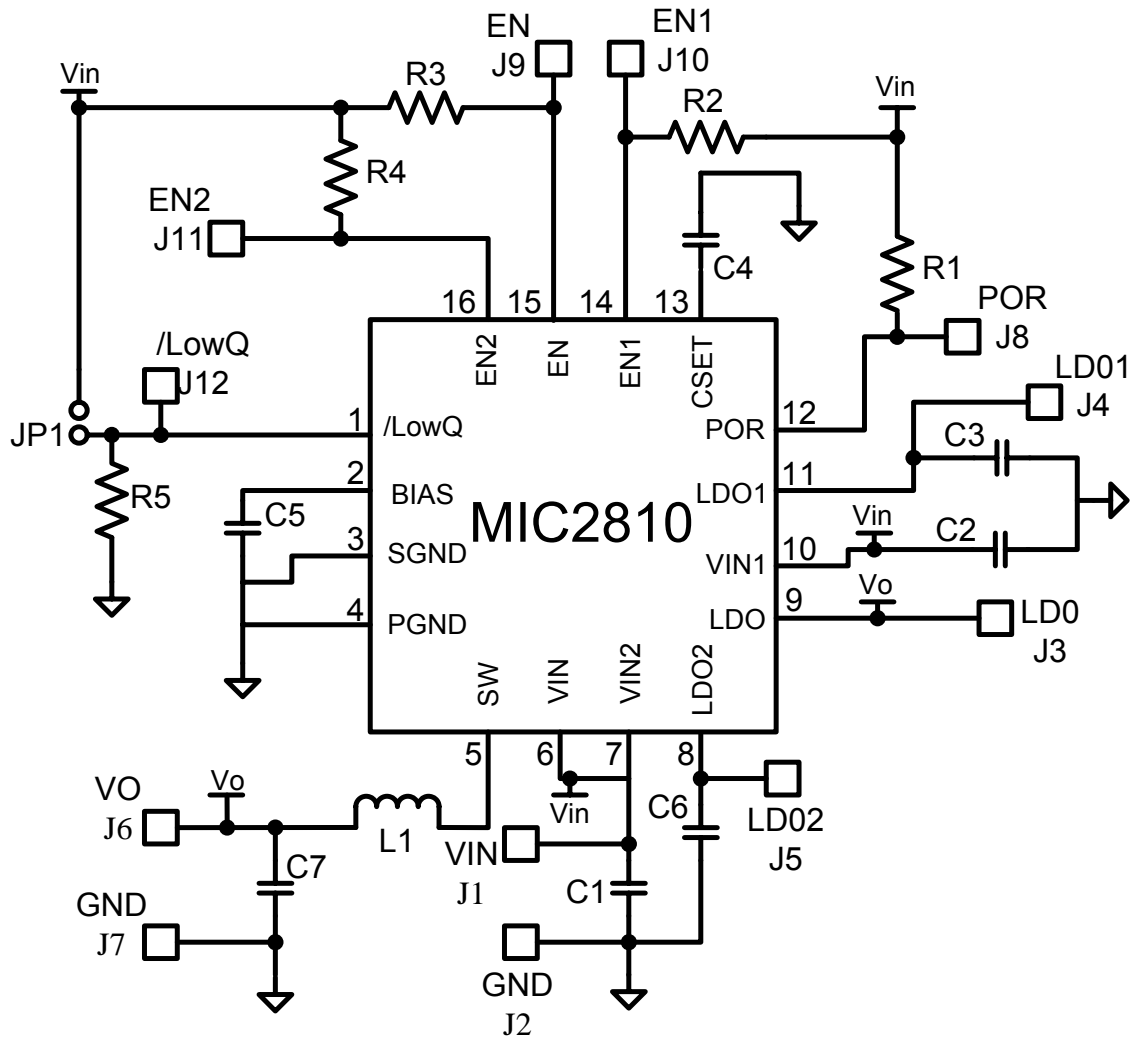 EN
J9
EN1
J10
Vin
R3
R2
Vin
R4
EN2
J11
C4
R1
POR
J8
16
15
14
13
/LowQ
J12
EN2
EN
EN1
CSET
LD01
J4
JP1
1
/LowQ
POR
12
C3
R5
2
BIAS
LDO1
11
C5
MIC2810
Vin
C2
3
SGND
VIN1
10
Vo
4
PGND
LDO
9
LD0
J3
SW
VIN
VIN2
LDO2
5
6
7
8
VO
J6
Vo
Vin
C6
LD02
J5
L1
VIN
J1
C7
C1
GND
J7
GND
J2